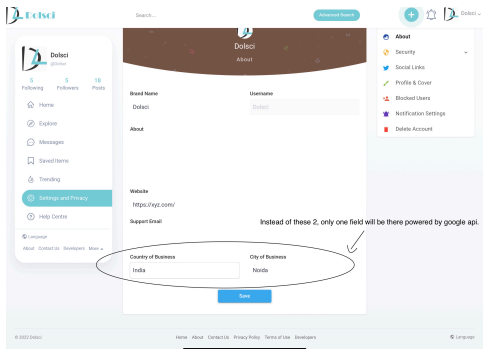 Dolsci
Search...
Advanced Search
Dolsci
Dolsci
@Dolsci
5 5 18
Following Followers Posts
Home
Explore
Messages
Saved Items
Trending
Settings and Privacy
Help Centre
Language
About Contact Us Developers More
Dolsci
About
Brand Name
Dolsci
Username
Dolsci
About
Website
https://xyz.com/
Support Email
Instead of these 2, only one field will be there powered by google api.
Country of Business
India
City of Business
Noida
Save
About
Security
Social Links
Profile & Cover
Blocked Users
Notification Settings
Delete Account
© 2022 Dolsci
Home About Contact Us Privacy Policy Terms of Use Developers
Language